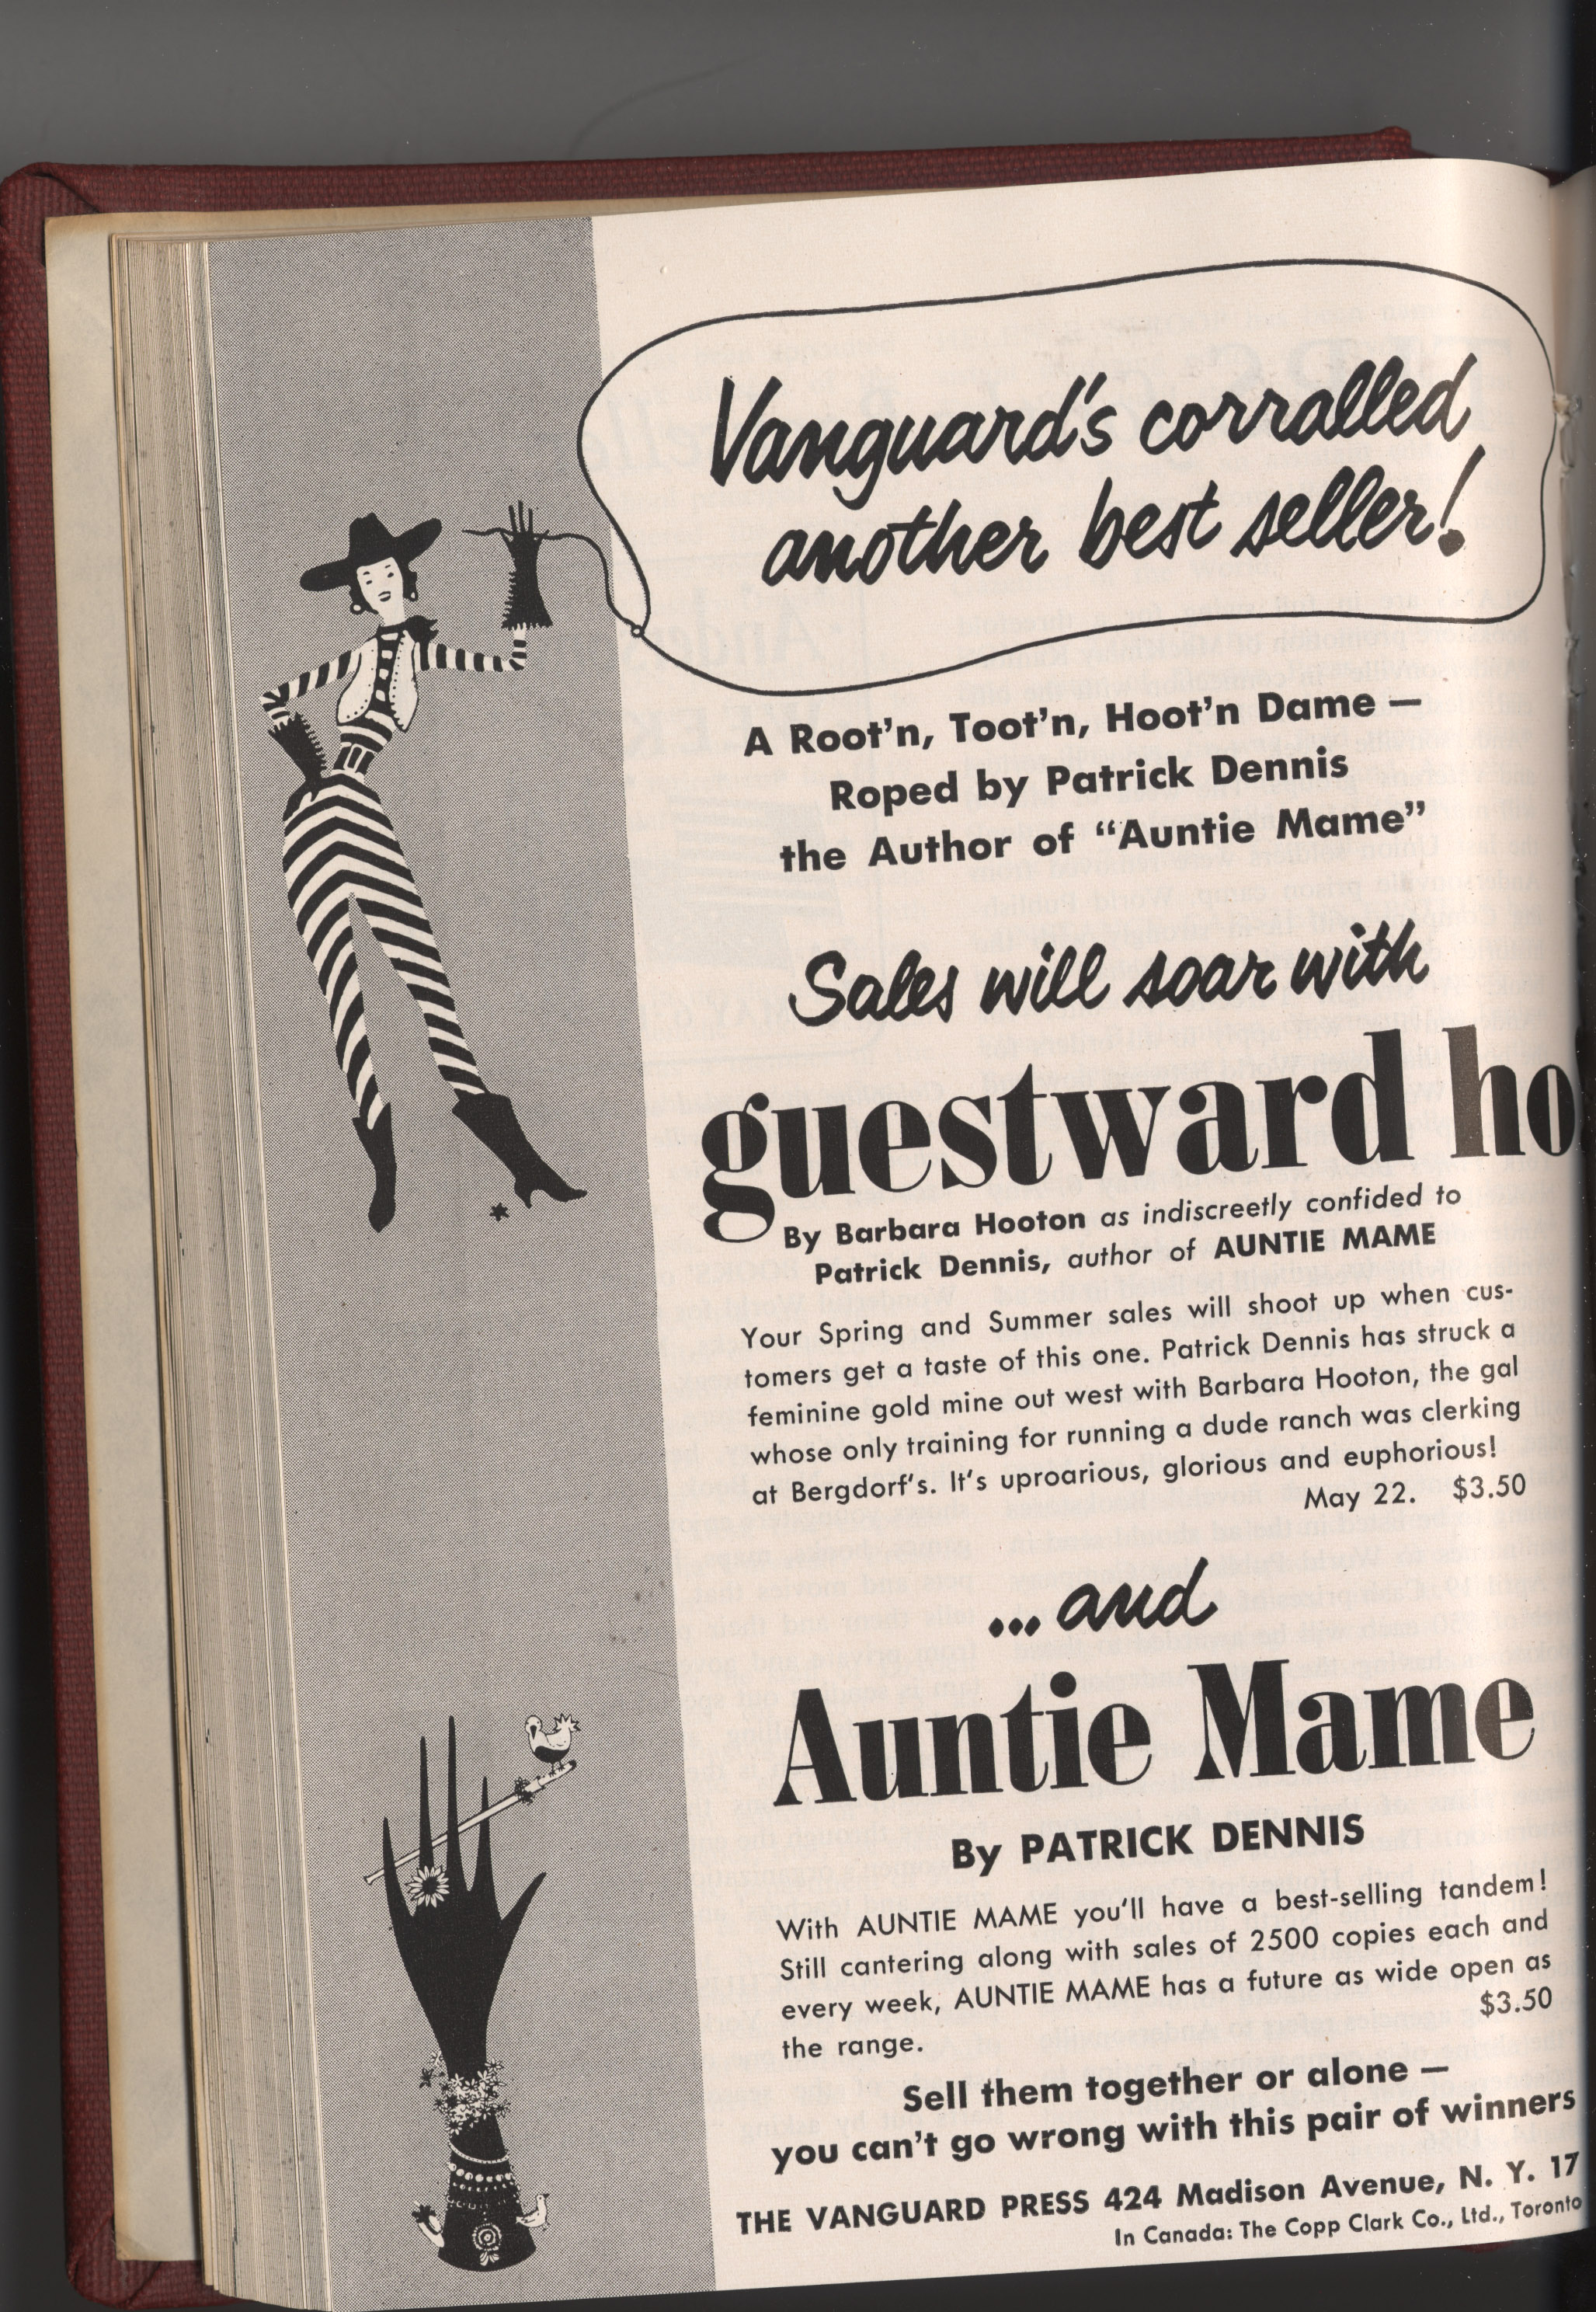 Vanguard's corralled
another best seller!
A Root'n, Toot'n, Hoot'n Dame —
Roped by Patrick Dennis
the Author of “Auntie Mame”
Sales will soar with
guestward ho
By Barbara Hooton as indiscreetly confided to
Patrick Dennis, author of AUNTIE MAME
Your Spring and Summer sales will shoot up when cus-
tomers get a taste of this one. Patrick Dennis has struck a
feminine gold mine out west with Barbara Hooton, the gal
whose only training for running a dude ranch was clerking
at Bergdorf's. It's uproarious, glorious and euphorious!
May 22. $3.50
...and
Auntie Mame
By PATRICK DENNIS
With AUNTIE MAME you'll have a best-selling tandem!
Still cantering along with sales of 2500 copies each and
every week, AUNTIE MAME has a future as wide open as
the range. $3.50
Sell them together or alone —
you can't go wrong with this pair of winners
THE VANGUARD PRESS 424 Madison Avenue, N. Y. 17
In Canada: The Copp Clark Co., Ltd., Toronto